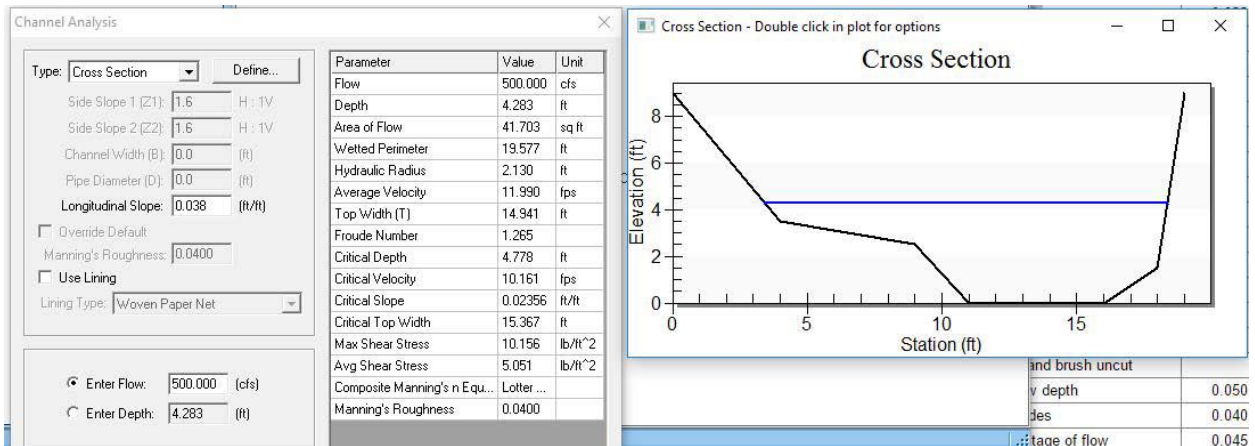 Channel Analysis
Type: Cross Section Define...
Side Slope 1 (Z1): 1.6 H : 1V
Side Slope 2 (Z2): 1.6 H : 1V
Channel Width (B): 0.0 (ft)
Pipe Diameter (D): 0.0 (ft)
Longitudinal Slope: 0.038 (ft/ft)
Override Default
Manning's Roughness: 0.0400
Use Lining
Lining Type: Woven Paper Net
Enter Flow: 500.000 (cfs)
Enter Depth: 4.283 (ft)
Parameter Value Unit
Flow 500.000 cfs
Depth 4.283 ft
Area of Flow 41.703 sq ft
Wetted Perimeter 19.577 ft
Hydraulic Radius 2.130 ft
Average Velocity 11.990 fps
Top Width (T) 14.941 ft
Froude Number 1.265
Critical Depth 4.778 ft
Critical Velocity 10.161 fps
Critical Slope 0.02356 ft/ft
Critical Top Width 15.367 ft
Max Shear Stress 10.156 lb/ft^2
Avg Shear Stress 5.051 lb/ft^2
Composite Manning's n Equ... Lotter ...
Manning's Roughness 0.0400
Cross Section - Double click in plot for options
Cross Section
Elevation (ft)
8
6
4
2
0
0 5 10 15
Station (ft)
and brush uncut
depth 0.050
des 0.040
tage of flow 0.045